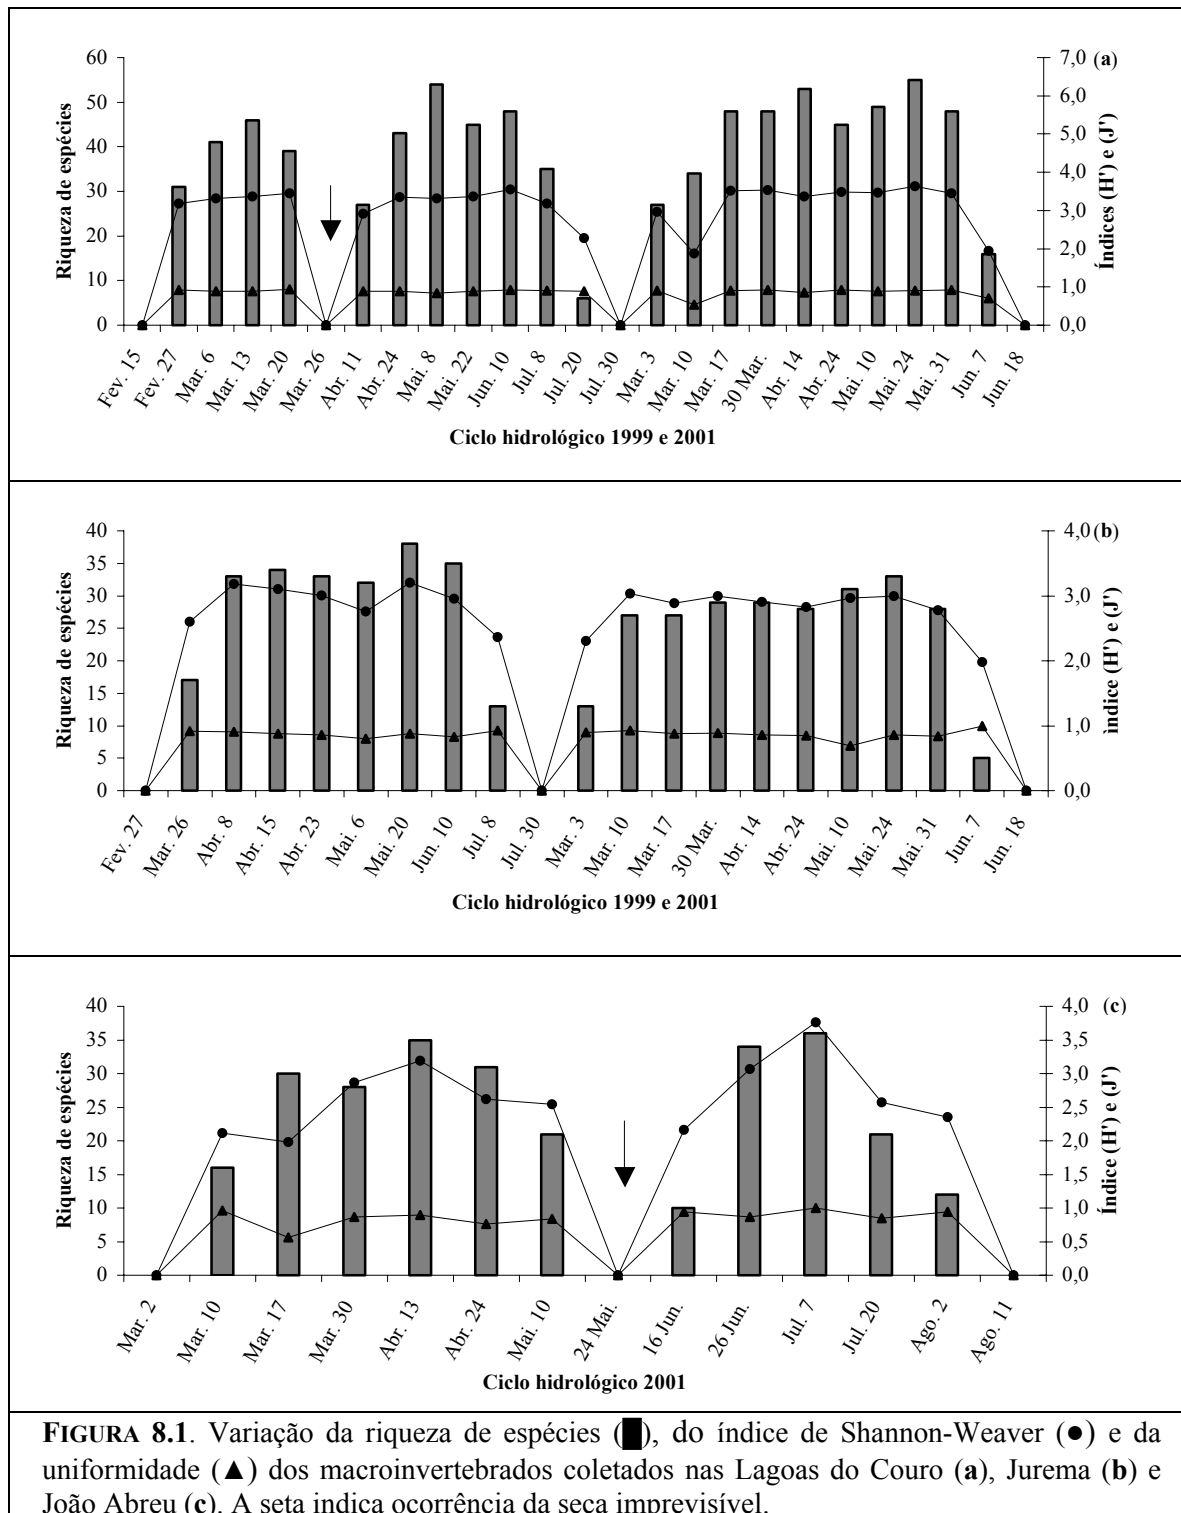 (a)
Riqueza de espécies
60
50
40
30
20
10
0
7,0
6,0
5,0
4,0
3,0
2,0
1,0
0,0
Índices (H') e (J')
Fev. 15
Fev. 27
Mar. 6
Mar. 13
Mar. 20
Mar. 26
Abr. 11
Abr. 24
Mai. 8
Mai. 22
Jun. 10
Jul. 8
Jul. 20
Jul. 30
Mar. 3
Mar. 10
Mar. 17
30 Mar.
Abr. 14
Abr. 24
Mai. 10
Mai. 24
Mai. 31
Jun. 7
Jun. 18
Ciclo hidrológico 1999 e 2001
(b)
Riqueza de espécies
40
35
30
25
20
15
10
5
0
4,0
3,0
2,0
1,0
0,0
ìndice (H') e (J')
Fev. 27
Mar. 26
Abr. 8
Abr. 15
Abr. 23
Mai. 6
Mai. 20
Jun. 10
Jul. 8
Jul. 30
Mar. 3
Mar. 10
Mar. 17
30 Mar.
Abr. 14
Abr. 24
Mai. 10
Mai. 24
Mai. 31
Jun. 7
Jun. 18
Ciclo hidrológico 1999 e 2001
(c)
Riqueza de espécies
40
35
30
25
20
15
10
5
0
4,0
3,5
3,0
2,5
2,0
1,5
1,0
0,5
0,0
Índice (H') e (J')
Mar. 2
Mar. 10
Mar. 17
Mar. 30
Abr. 13
Abr. 24
Mai. 10
24 Mai.
16 Jun.
26 Jun.
Jul. 7
Jul. 20
Ago. 2
Ago. 11
Ciclo hidrológico 2001
FIGURA 8.1. Variação da riqueza de espécies (█), do índice de Shannon-Weaver (●) e da
uniformidade (▲) dos macroinvertebrados coletados nas Lagoas do Couro (a), Jurema (b) e
João Abreu (c). A seta indica ocorrência da seca imprevisível.